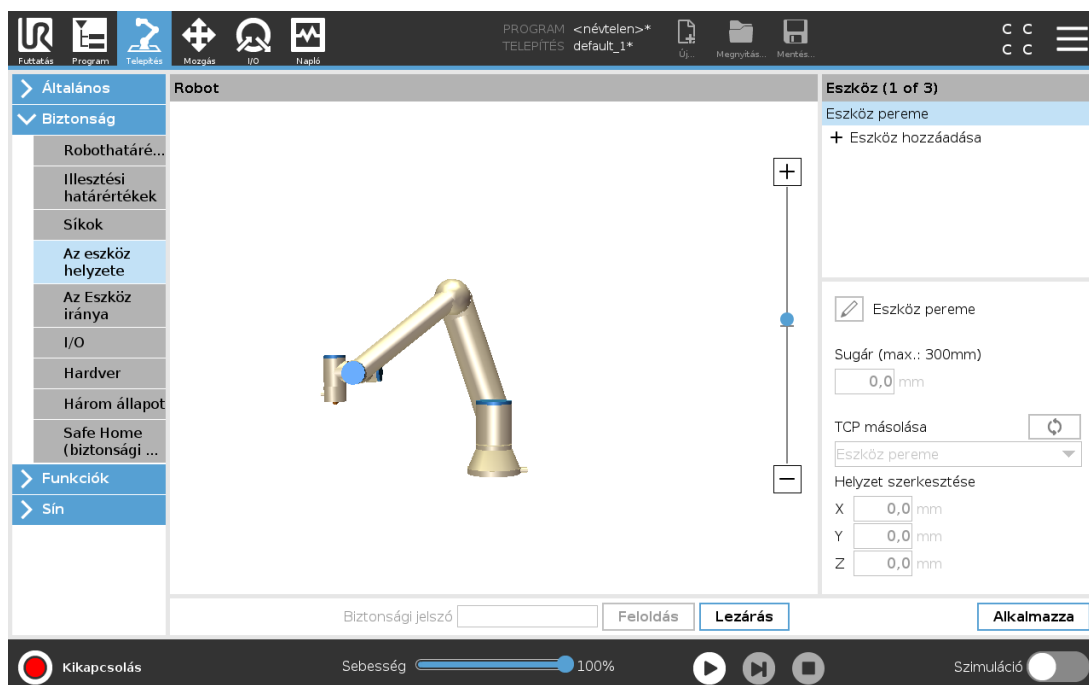 PROGRAM <névtelen>*
TELEPÍTÉS default_1*
Futtatás
Program
Telepítés
Mozgás
I/O
Napló
Új...
Megnyitás...
Mentés...
C C
C C
Általános
Biztonság
Robothatáré...
Illesztési
határértékek
Síkok
Az eszköz
helyzete
Az Eszköz
iránya
I/O
Hardver
Három állapot
Safe Home
(biztonsági ...
Funkciók
Sín
Robot
Eszköz (1 of 3)
Eszköz pereme
+ Eszköz hozzáadása
Eszköz pereme
Sugár (max.: 300mm)
0,0 mm
TCP másolása
Eszköz pereme
Helyzet szerkesztése
X 0,0 mm
Y 0,0 mm
Z 0,0 mm
Biztonsági jelszó
Feloldás
Lezárás
Alkalmazza
Kikapcsolás
Sebesség
100%
Szimuláció